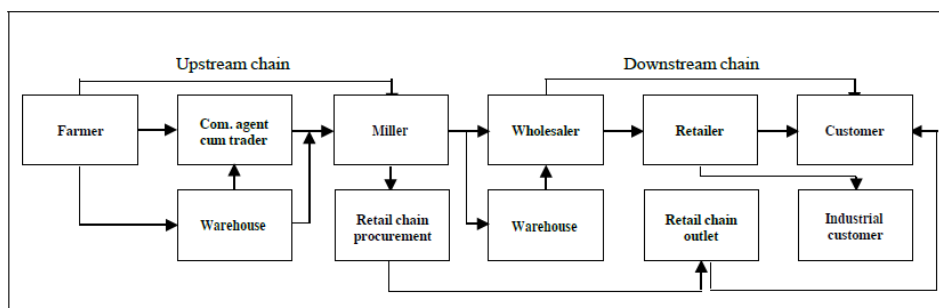 Upstream chain
Downstream chain
Farmer
Com. agent
cum trader
Miller
Wholesaler
Retailer
Customer
Warehouse
Retail chain
procurement
Warehouse
Retail chain
outlet
Industrial
customer